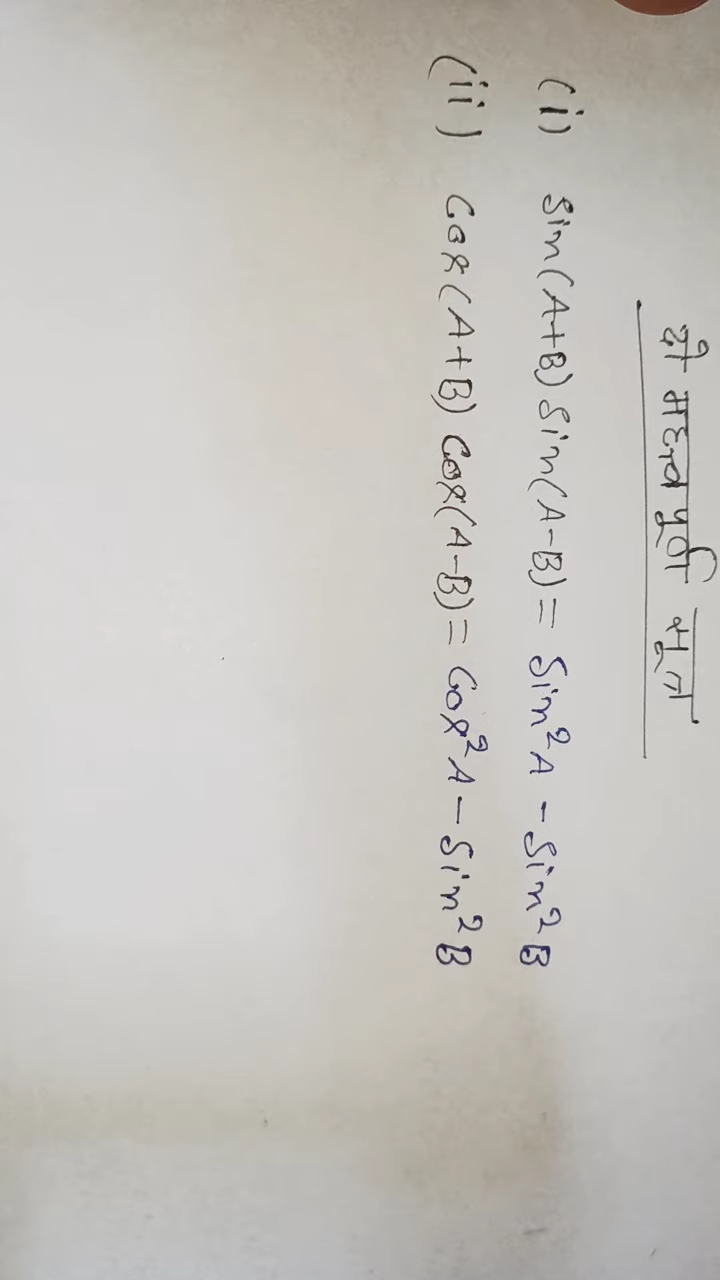 दो महत्वपूर्ण सूत्र
(i) Sin(A+B) Sin(A-B) = Sin²A - Sin²B
(ii) Cos(A+B) Cos(A-B) = Cos²A - Sin²B